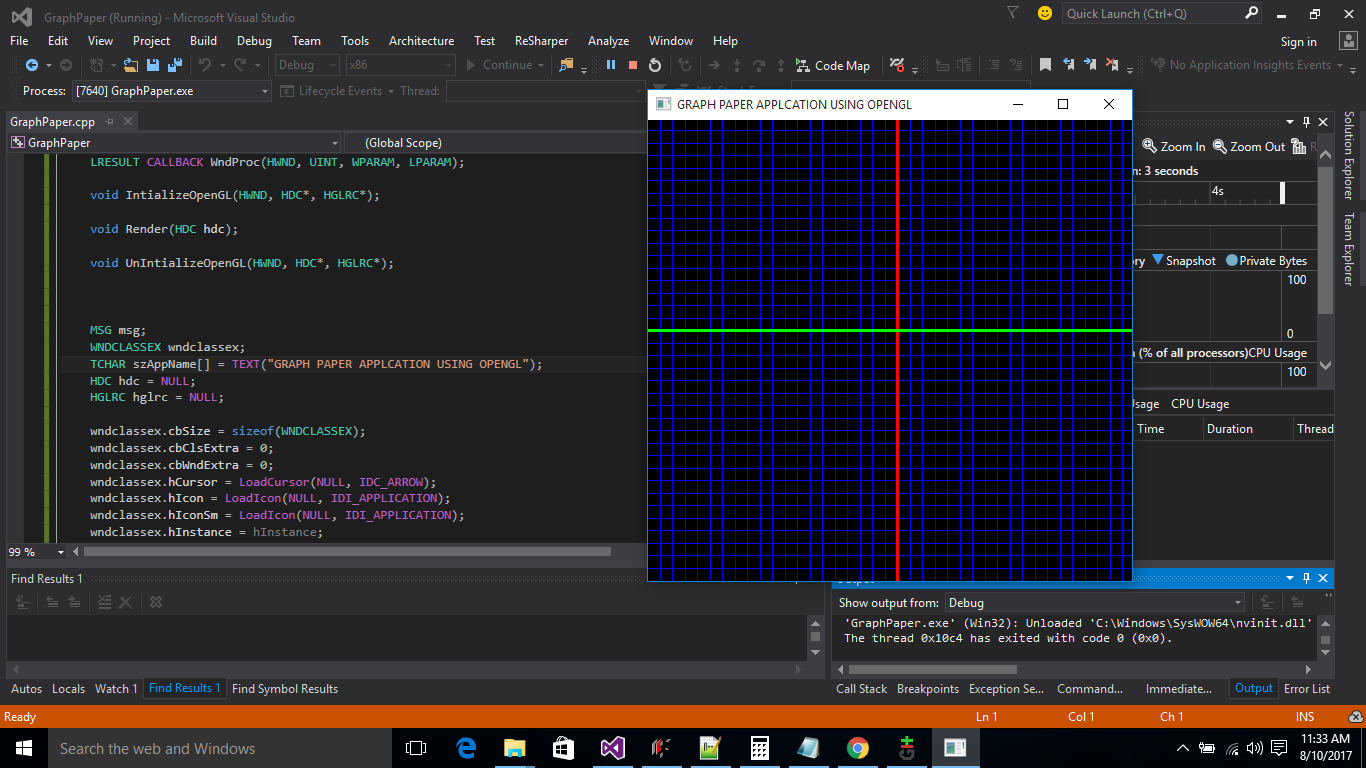 GraphPaper (Running) - Microsoft Visual Studio
Quick Launch (Ctrl+Q)
File Edit View Project Build Debug Team Tools Architecture Test ReSharper Analyze Window Help
Sign in
Debug x86 Continue Code Map No Application Insights Events
Process: [7640] GraphPaper.exe Lifecycle Events Thread:
GRAPH PAPER APPLCATION USING OPENGL
GraphPaper.cpp
GraphPaper (Global Scope)
Zoom In Zoom Out
LRESULT CALLBACK WndProc(HWND, UINT, WPARAM, LPARAM);
void IntializeOpenGL(HWND, HDC*, HGLRC*);
void Render(HDC hdc);
void UnIntializeOpenGL(HWND, HDC*, HGLRC*);
MSG msg;
WNDCLASSEX wndclassex;
TCHAR szAppName[] = TEXT("GRAPH PAPER APPLCATION USING OPENGL");
HDC hdc = NULL;
HGLRC hglrc = NULL;
wndclassex.cbSize = sizeof(WNDCLASSEX);
wndclassex.cbClsExtra = 0;
wndclassex.cbWndExtra = 0;
wndclassex.hCursor = LoadCursor(NULL, IDC_ARROW);
wndclassex.hIcon = LoadIcon(NULL, IDI_APPLICATION);
wndclassex.hIconSm = LoadIcon(NULL, IDI_APPLICATION);
wndclassex.hInstance = hInstance;
99 %
n: 3 seconds
4s
ry Snapshot Private Bytes
100
0
(% of all processors)CPU Usage
100
sage CPU Usage
Time Duration Thread
Solution Explorer
Team Explorer
Find Results 1
Show output from: Debug
'GraphPaper.exe' (Win32): Unloaded 'C:\Windows\SysWOW64\nvinit.dll'
The thread 0x10c4 has exited with code 0 (0x0).
Autos Locals Watch 1 Find Results 1 Find Symbol Results
Call Stack Breakpoints Exception Se... Command... Immediate... Output Error List
Ready Ln 1 Col 1 Ch 1 INS
Search the web and Windows
11:33 AM
8/10/2017